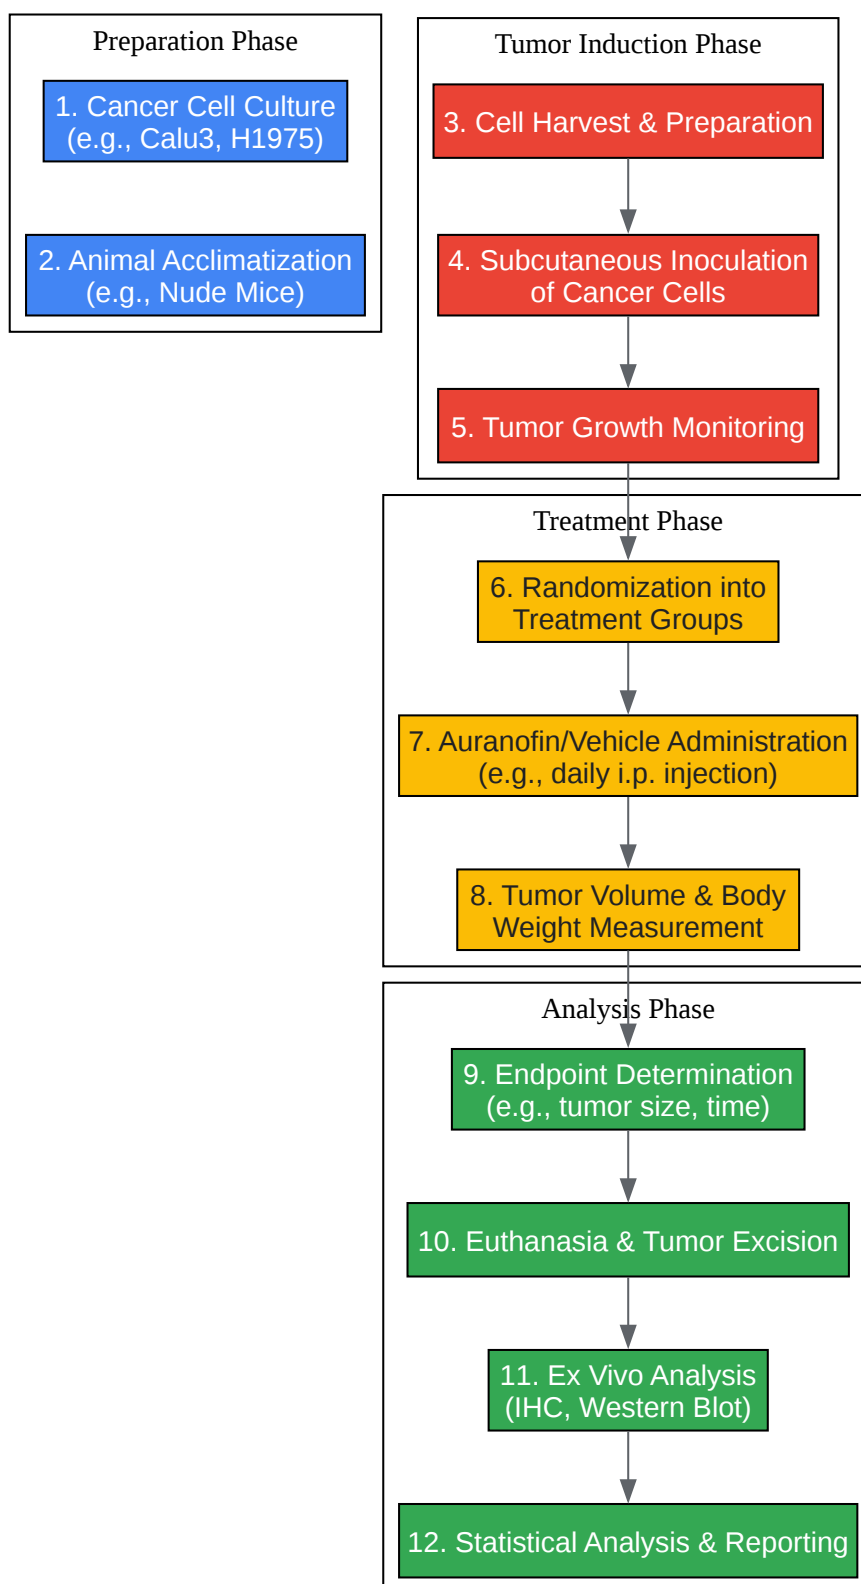 Preparation Phase
1. Cancer Cell Culture
(e.g., Calu3, H1975)
2. Animal Acclimatization
(e.g., Nude Mice)
Tumor Induction Phase
3. Cell Harvest & Preparation
4. Subcutaneous Inoculation
of Cancer Cells
5. Tumor Growth Monitoring
Treatment Phase
6. Randomization into
Treatment Groups
7. Auranofin/Vehicle Administration
(e.g., daily i.p. injection)
8. Tumor Volume & Body
Weight Measurement
Analysis Phase
9. Endpoint Determination
(e.g., tumor size, time)
10. Euthanasia & Tumor Excision
11. Ex Vivo Analysis
(IHC, Western Blot)
12. Statistical Analysis & Reporting